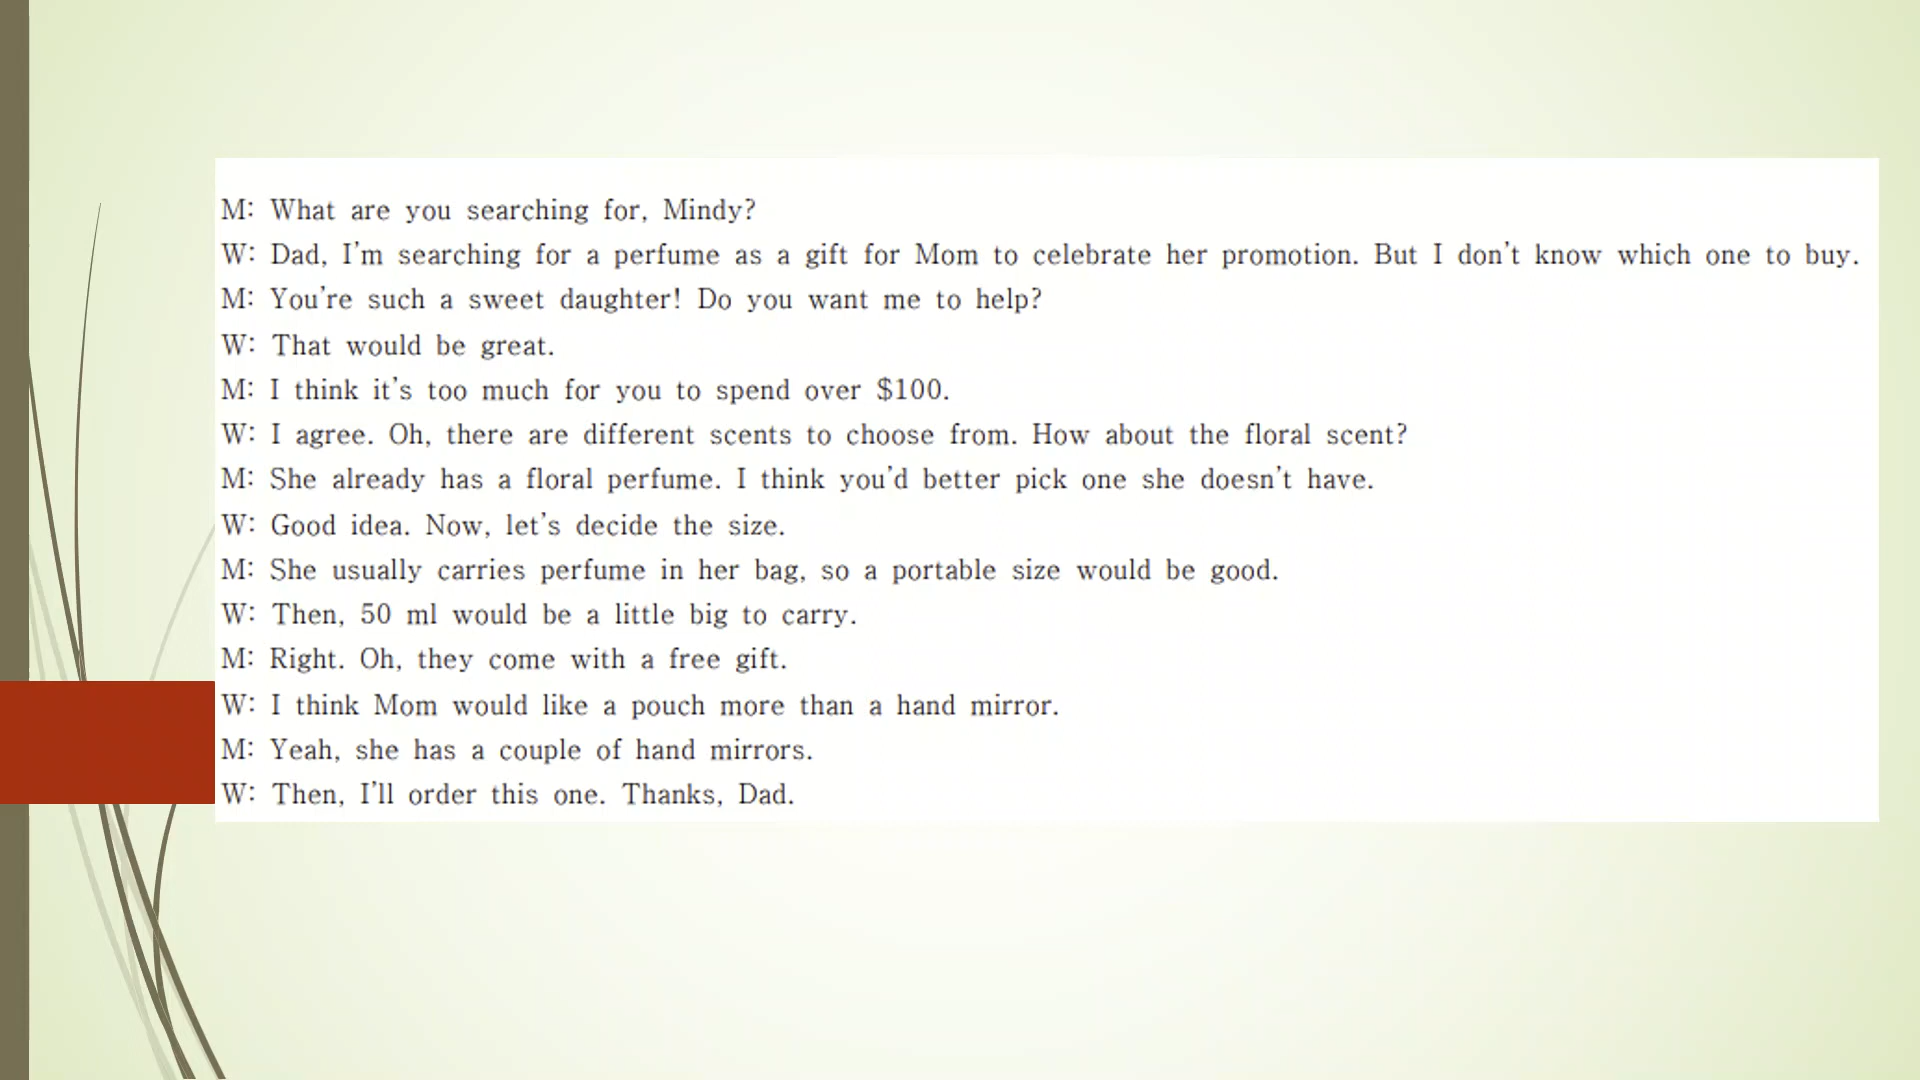 M: What are you searching for, Mindy?
W: Dad, I'm searching for a perfume as a gift for Mom to celebrate her promotion. But I don't know which one to buy.
M: You're such a sweet daughter! Do you want me to help?
W: That would be great.
M: I think it's too much for you to spend over $100.
W: I agree. Oh, there are different scents to choose from. How about the floral scent?
M: She already has a floral perfume. I think you'd better pick one she doesn't have.
W: Good idea. Now, let's decide the size.
M: She usually carries perfume in her bag, so a portable size would be good.
W: Then, 50 ml would be a little big to carry.
M: Right. Oh, they come with a free gift.
W: I think Mom would like a pouch more than a hand mirror.
M: Yeah, she has a couple of hand mirrors.
W: Then, I'll order this one. Thanks, Dad.